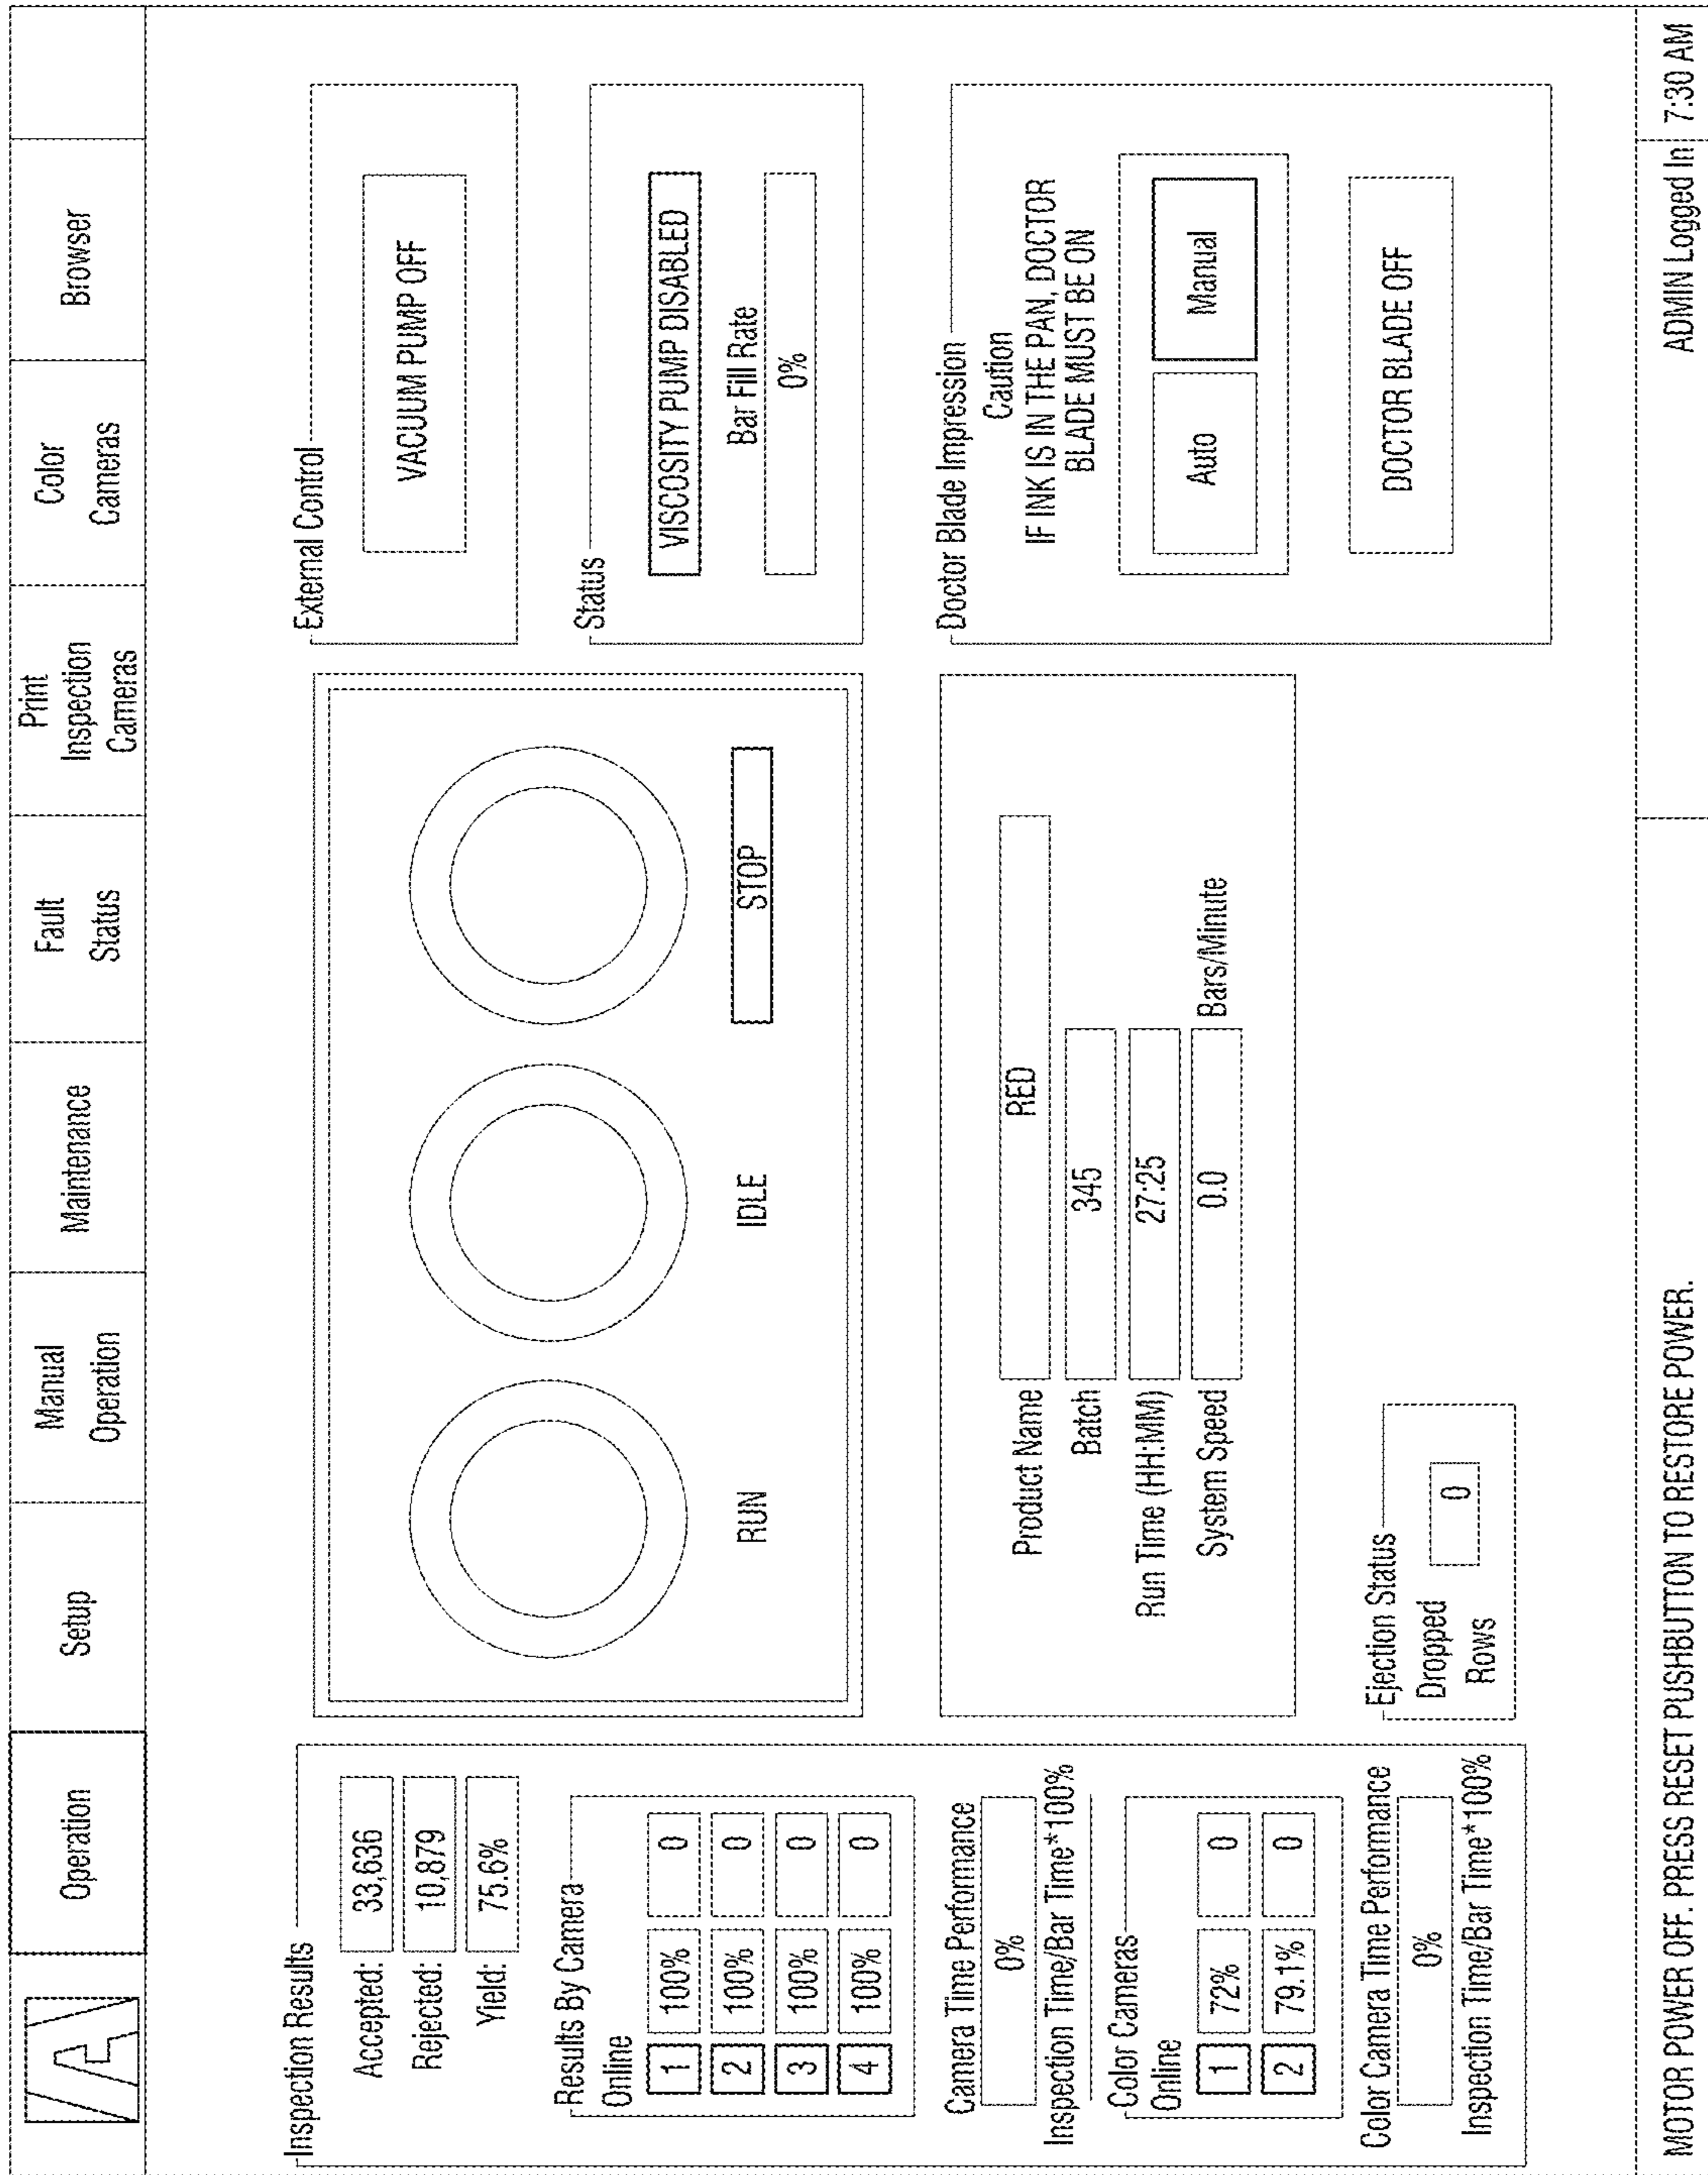 A
Operation
Setup
Manual
Operation
Maintenance
Fault
Status
Print
Inspection
Cameras
Color
Cameras
Browser
Inspection Results
Accepted: 33,636
Rejected: 10,879
Yield: 75.6%
Results By Camera
Online
1 100% 0
2 100% 0
3 100% 0
4 100% 0
Camera Time Performance
0%
Inspection Time/Bar Time*100%
Color Cameras
Online
1 72% 0
2 79.1% 0
Color Camera Time Performance
0%
Inspection Time/Bar Time*100%
RUN
IDLE
STOP
Product Name RED
Batch 345
Run Time (HH:MM) 27:25
System Speed 0.0 Bars/Minute
Ejection Status
Dropped
Rows
0
External Control
VACUUM PUMP OFF
Status
VISCOSITY PUMP DISABLED
Bar Fill Rate
0%
Doctor Blade Impression
Caution
IF INK IS IN THE PAN, DOCTOR
BLADE MUST BE ON
Auto
Manual
DOCTOR BLADE OFF
MOTOR POWER OFF. PRESS RESET PUSHBUTTON TO RESTORE POWER.
ADMIN Logged In
7:30 AM